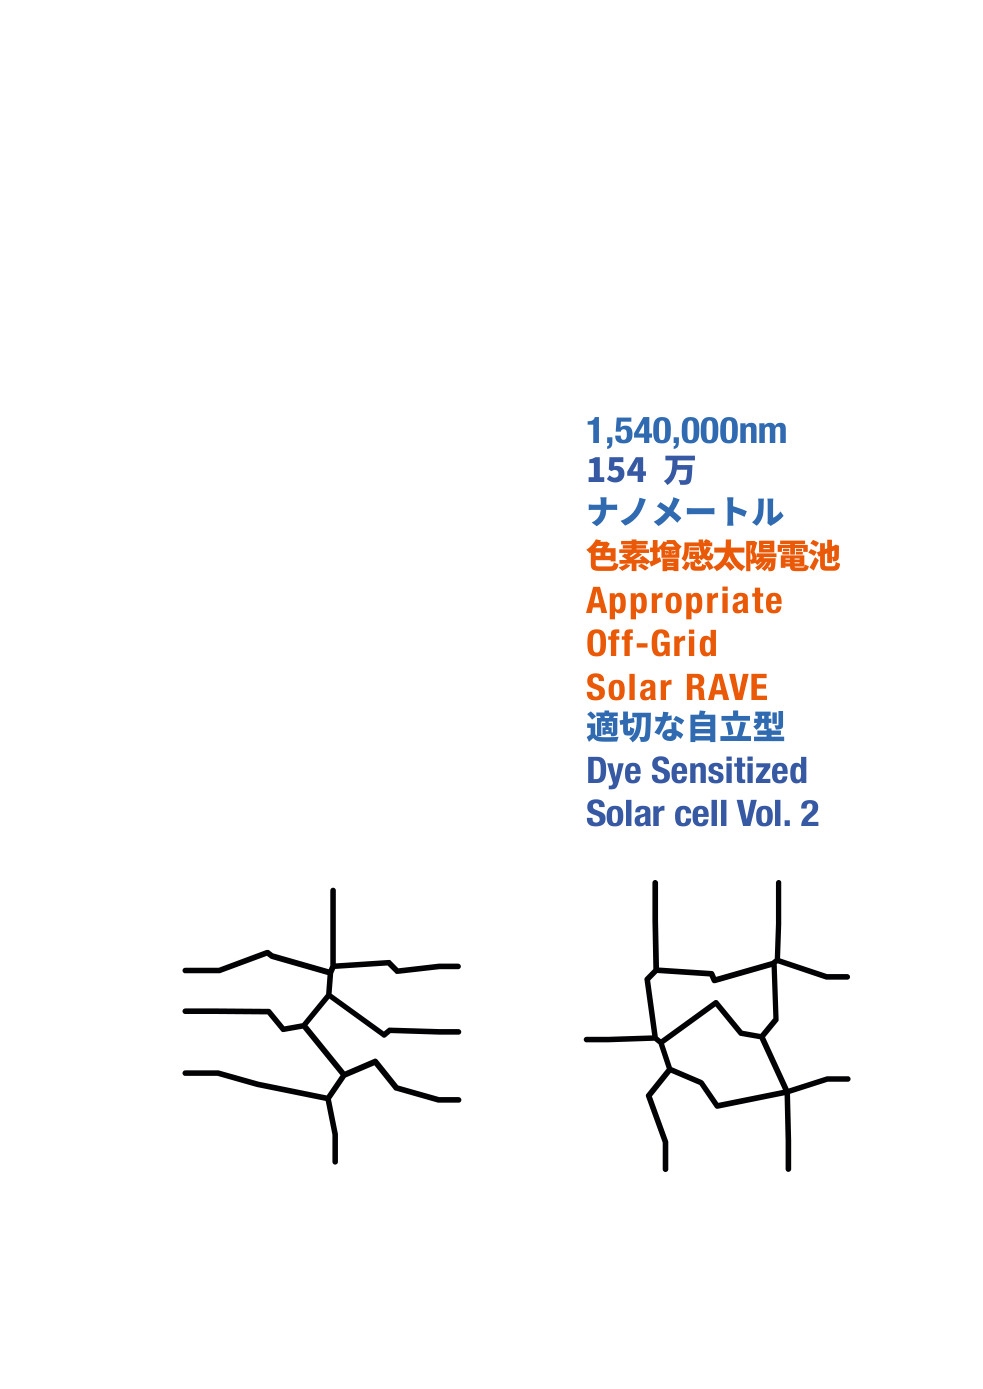 1,540,000nm
154 万
ナノメートル
色素増感太陽電池
Appropriate
Off-Grid
Solar RAVE
適切な自立型
Dye Sensitized
Solar cell Vol. 2